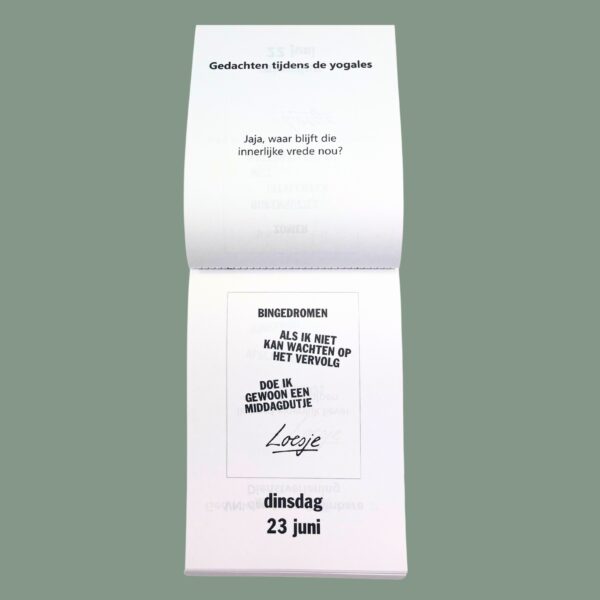 Gedachten tijdens de yogales
Jaja, waar blijft die
innerlijke vrede nou?
BINGEDROMEN
ALS IK NIET
KAN WACHTEN OP
HET VERVOLG
DOE IK
GEWOON EEN
MIDDAGDUTJE
Loesje
dinsdag
23 juni